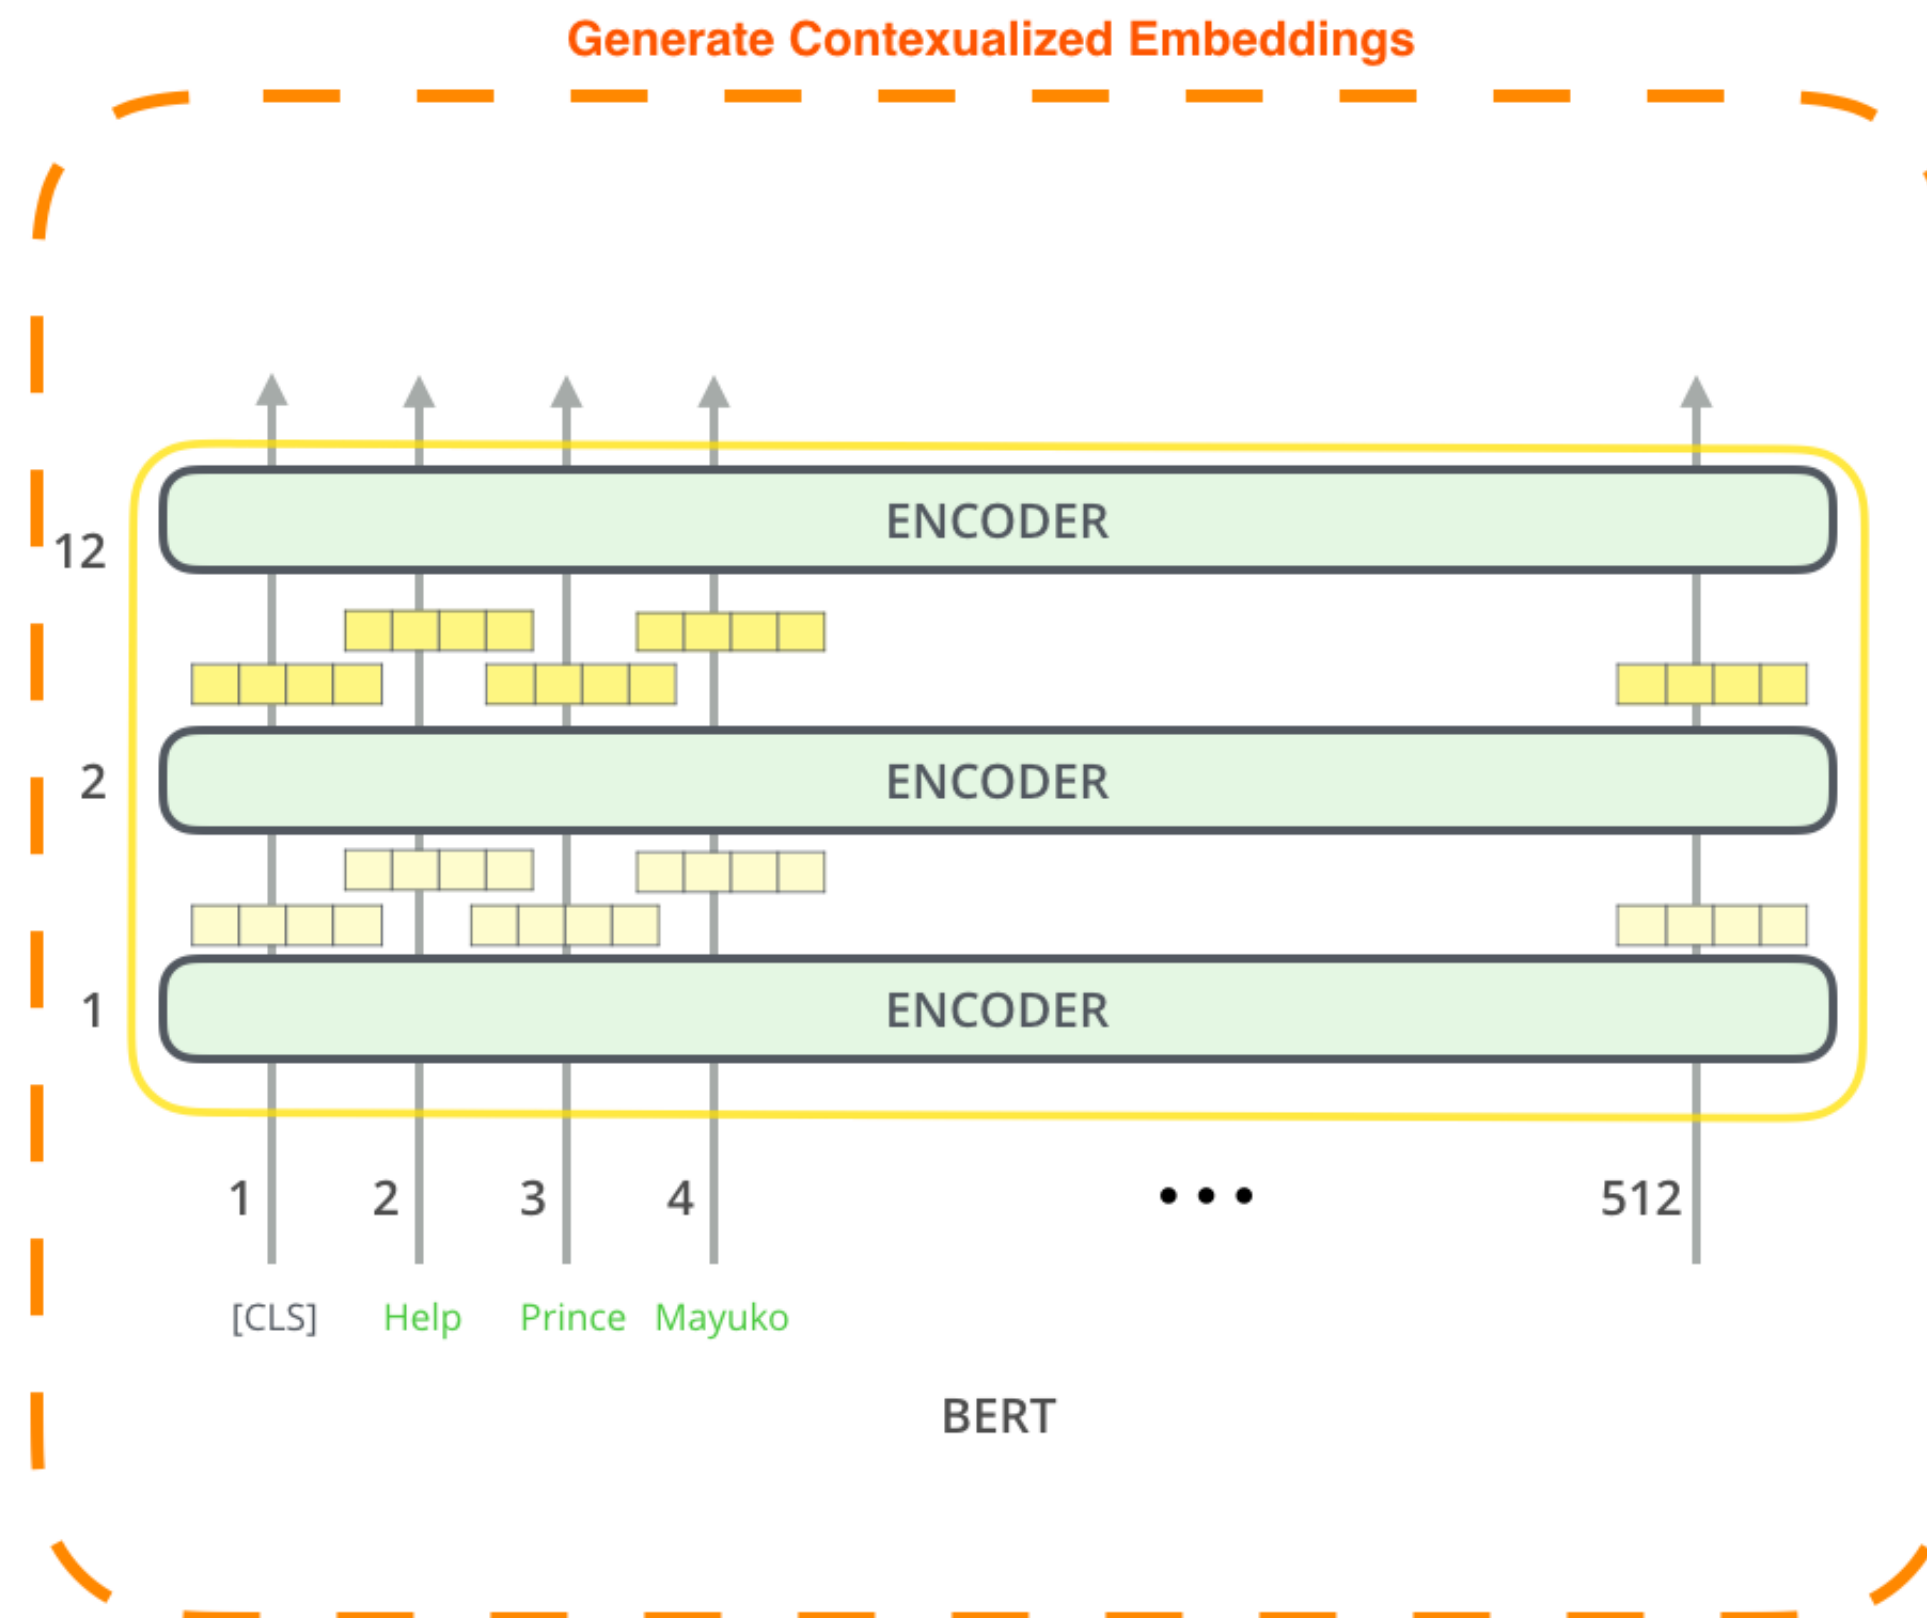 Generate Contexualized Embeddings
12
ENCODER
2
ENCODER
1
ENCODER
1 2 3 4 ••• 512
[CLS] Help Prince Mayuko
BERT